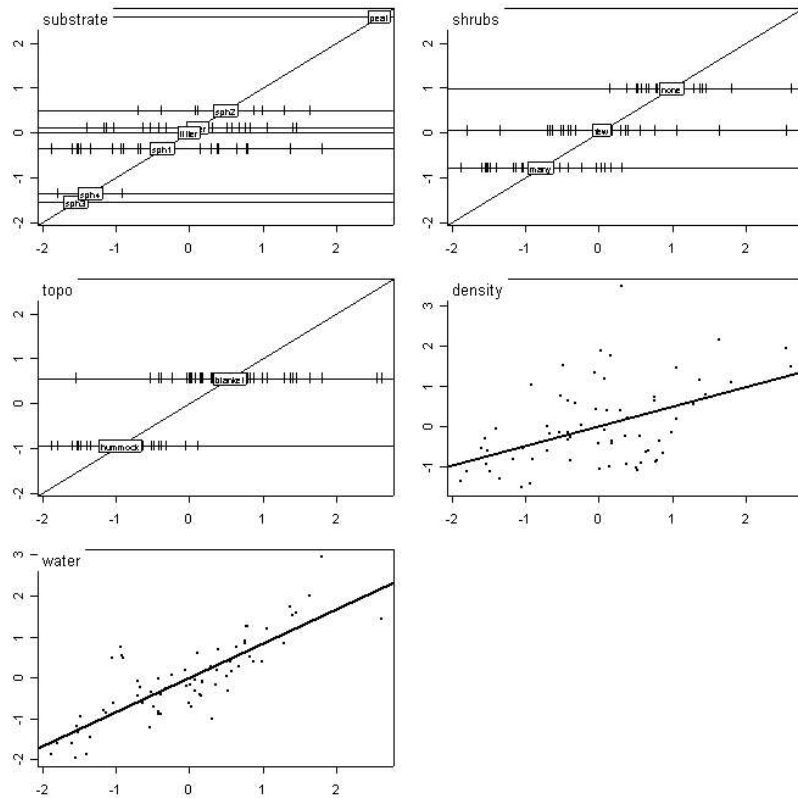 substrate
2
1
0
-1
-2
peat
sph2
litter
sph1
sph4
sph3
-2 -1 0 1 2
shrubs
2
1
0
-1
-2
none
few
many
-2 -1 0 1 2
topo
2
1
0
-1
-2
blanket
hummock
-2 -1 0 1 2
density
3
2
1
0
-1
-2 -1 0 1 2
water
3
2
1
0
-1
-2
-2 -1 0 1 2